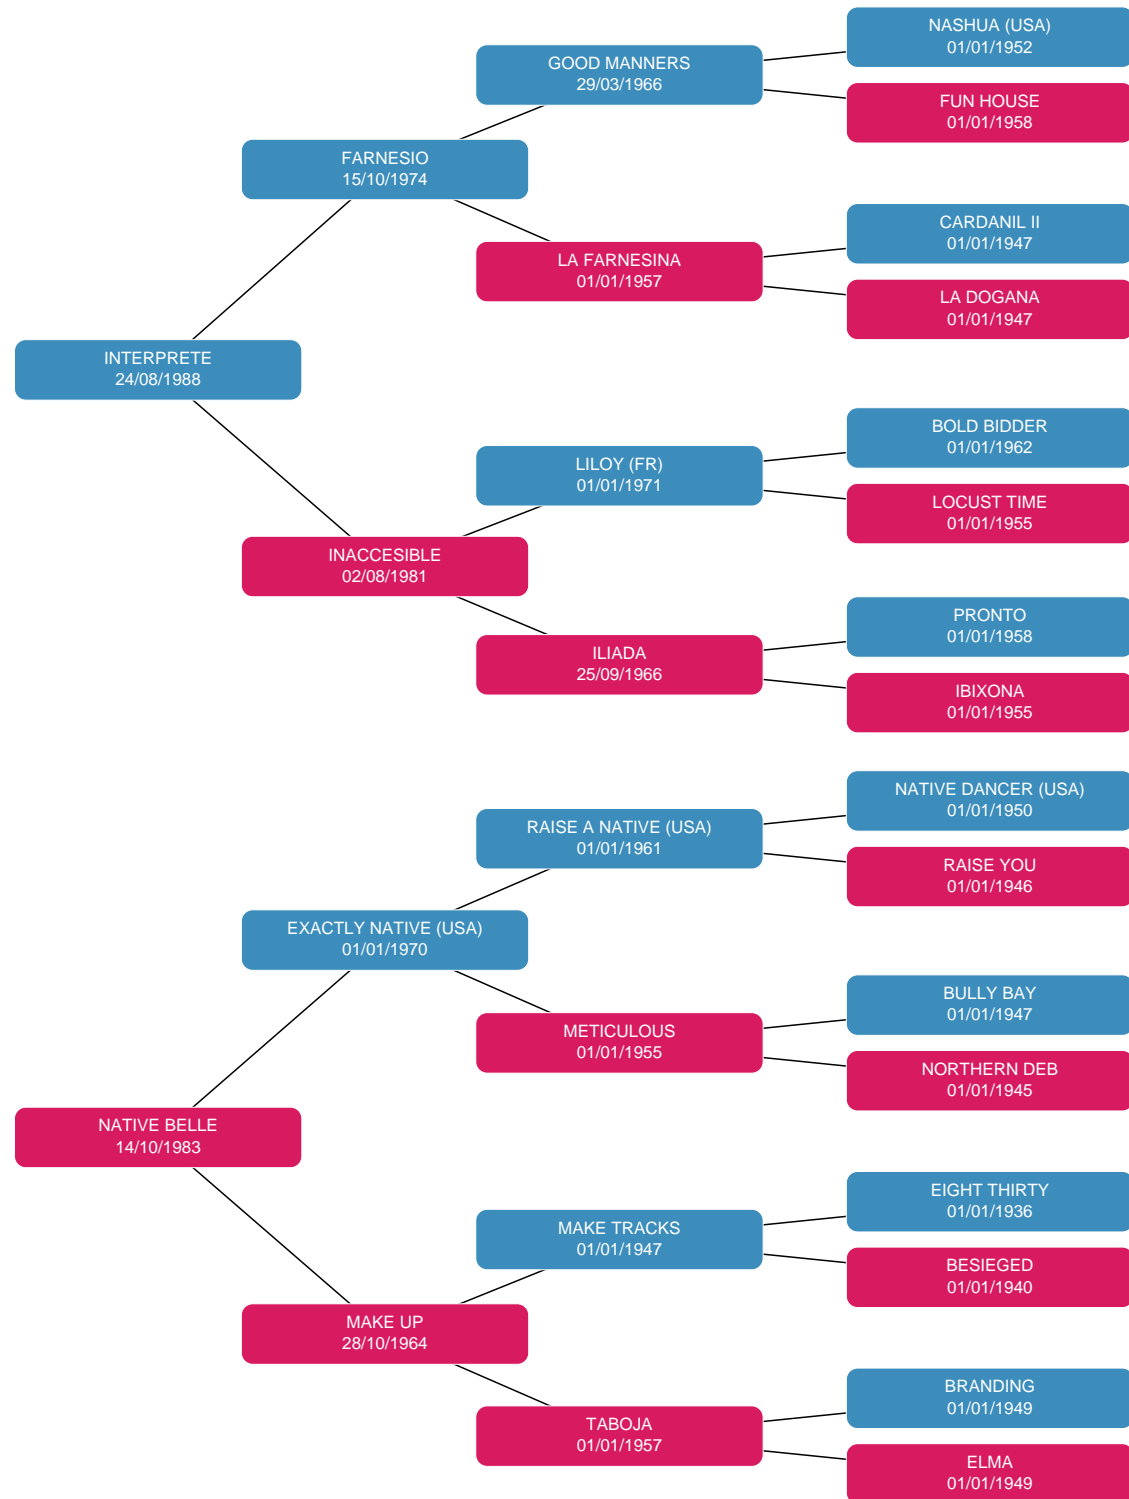 NASHUA (USA)
01/01/1952
GOOD MANNERS
29/03/1966
FUN HOUSE
01/01/1958
FARNESIO
15/10/1974
CARDANIL II
01/01/1947
LA FARNESINA
01/01/1957
LA DOGANA
01/01/1947
INTERPRETE
24/08/1988
BOLD BIDDER
01/01/1962
LILOY (FR)
01/01/1971
LOCUST TIME
01/01/1955
INACCESIBLE
02/08/1981
PRONTO
01/01/1958
ILIADA
25/09/1966
IBIXONA
01/01/1955
NATIVE DANCER (USA)
01/01/1950
RAISE A NATIVE (USA)
01/01/1961
RAISE YOU
01/01/1946
EXACTLY NATIVE (USA)
01/01/1970
BULLY BAY
01/01/1947
METICULOUS
01/01/1955
NORTHERN DEB
01/01/1945
NATIVE BELLE
14/10/1983
EIGHT THIRTY
01/01/1936
MAKE TRACKS
01/01/1947
BESIEGED
01/01/1940
MAKE UP
28/10/1964
BRANDING
01/01/1949
TABOJA
01/01/1957
ELMA
01/01/1949